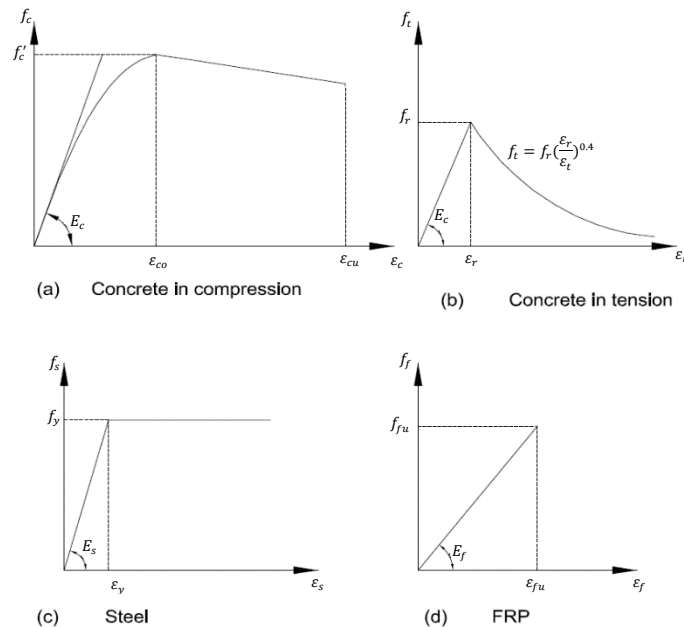 f_c
f_c'
E_c
ε_co
ε_cu
ε_c
(a) Concrete in compression
f_t
f_r
f_t = f_r(ε_r/ε_t)^0.4
E_c
ε_r
(b) Concrete in tension
f_s
f_y
E_s
ε_y
ε_s
(c) Steel
f_f
f_fu
E_f
ε_fu
ε_f
(d) FRP